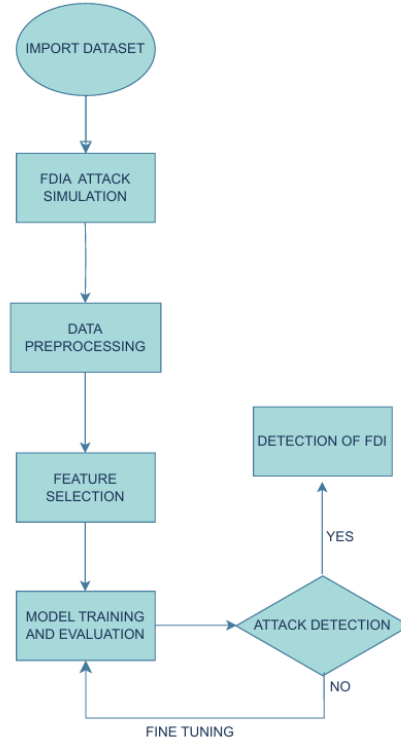 IMPORT DATASET
FDIA ATTACK
SIMULATION
DATA
PREPROCESSING
FEATURE
SELECTION
MODEL TRAINING
AND EVALUATION
ATTACK DETECTION
YES
DETECTION OF FDI
NO
FINE TUNING